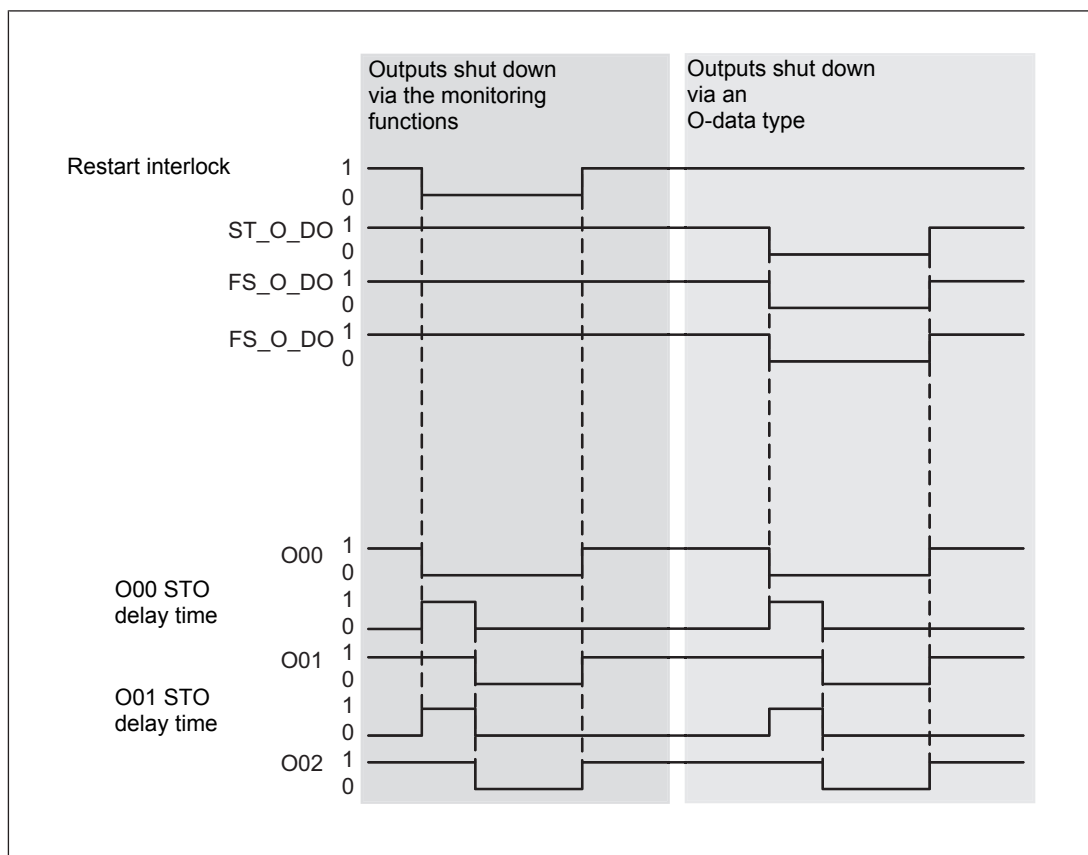 Outputs shut down
via the monitoring
functions
Outputs shut down
via an
O-data type
Restart interlock
1
0
ST_O_DO
1
0
FS_O_DO
1
0
FS_O_DO
1
0
O00
1
0
O00 STO
delay time
1
0
O01
1
0
O01 STO
delay time
1
0
O02
1
0